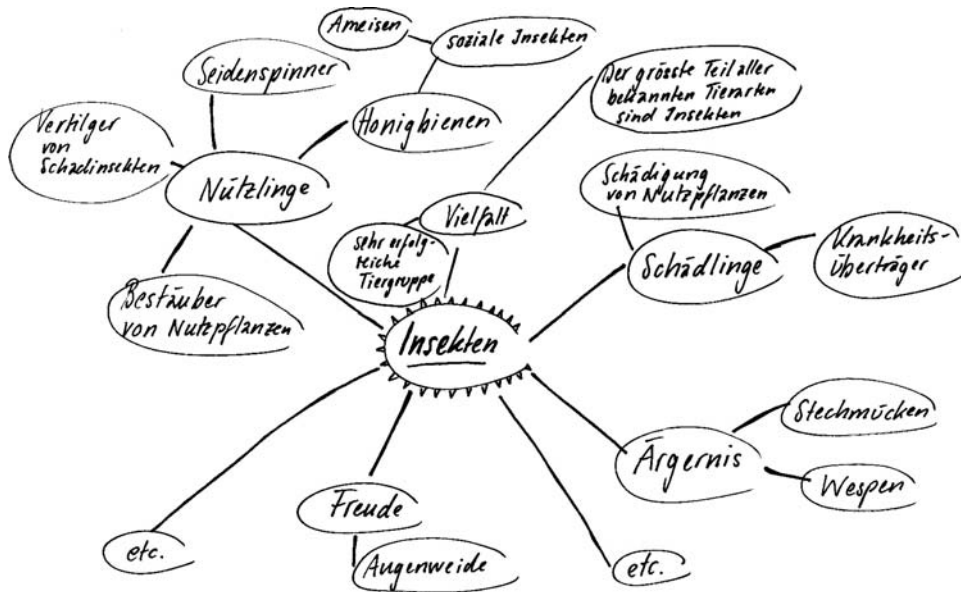 Ameisen
soziale Insekten
Seidenspinner
Der grösste Teil aller
bekannten Tierarten
sind Insekten
Honigbienen
Vertilger
von
Schadinsekten
Nützlinge
Schädigung
von Nutzpflanzen
Vielfalt
sehr erfolg-
reiche
Tiergruppe
Schädlinge
Krankheits-
überträger
Bestäuber
von Nutzpflanzen
Insekten
Stechmücken
Ärgernis
Wespen
Freude
etc.
Augenweide
etc.